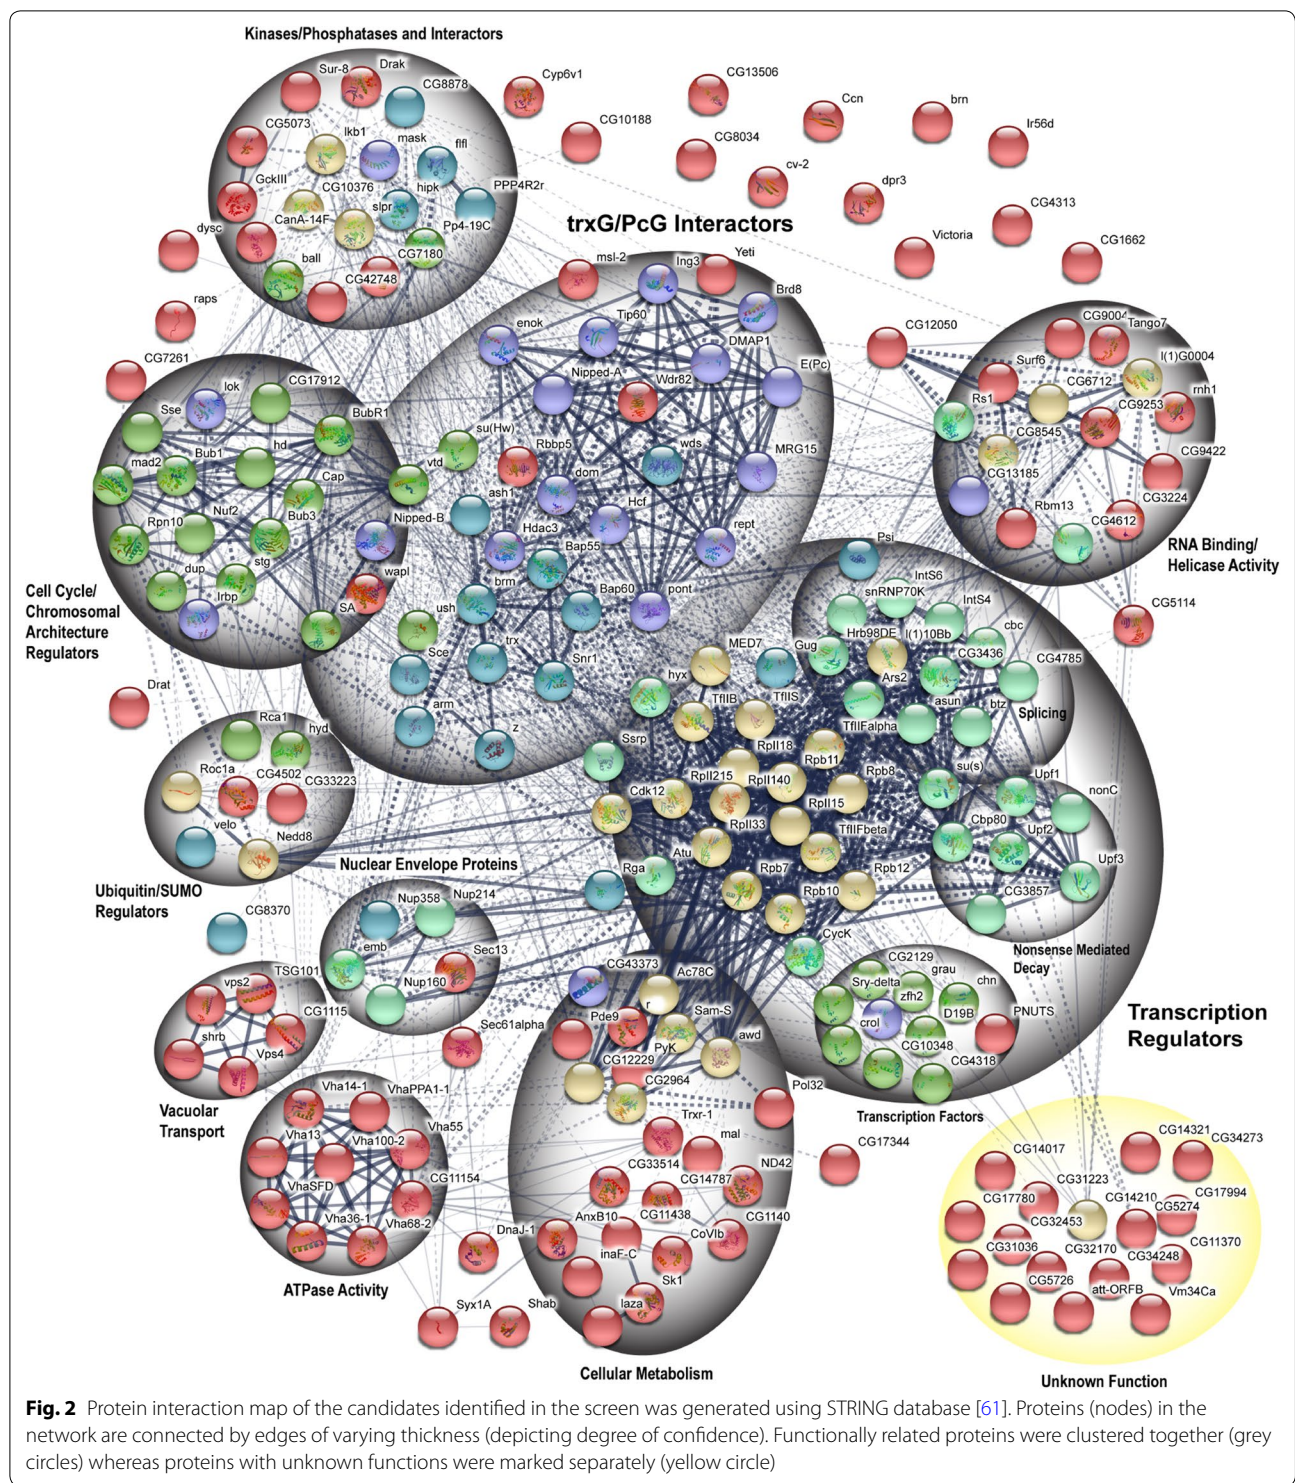 Kinases/Phosphatases and Interactors
Sur-8
Drak
CG8878
Cyp6v1
CG13506
Ccn
brn
Ir56d
CG5073
lkb1
mask
flfl
CG10188
CG8034
cv-2
dpr3
GckIII
CG10376
hipk
PPP4R2r
CanA-14F
slpr
Pp4-19C
CG4313
Victoria
CG1662
dysc
ball
CG7180
CG42748
trxG/PcG Interactors
msl-2
Ing3
Yeti
Brd8
raps
CG7261
enok
Tip60
DMAP1
E(Pc)
Nipped-A
Wdr82
CG12050
CG9004
Tango7
Surf6
l(1)G0004
CG6712
rnh1
Rs1
CG9253
CG8545
CG9422
CG13185
CG3224
Rbm13
CG4612
RNA Binding/
Helicase Activity
CG5114
lok
CG17912
Sse
BubR1
hd
mad2
Bub1
Cap
vtd
su(Hw)
Rbbp5
wds
MRG15
dom
ash1
Hcf
Rpn10
Nuf2
Bub3
Nipped-B
Hdac3
rept
Bap55
dup
stg
wapl
brm
Bap60
pont
Irbp
SA
ush
Cell Cycle/
Chromosomal
Architecture
Regulators
Sce
trx
Snr1
arm
z
Psi
IntS6
snRNP70K
IntS4
Hrb98DE
l(1)10Bb
cbc
MED7
Gug
CG3436
CG4785
hyx
Ars2
TfIIB
TfIIS
asun
btz
TfIIFalpha
Splicing
Ssrp
RpII18
Rpb11
RpII215
RpII140
Rpb8
su(s)
Upf1
nonC
Cdk12
RpII15
RpII33
TfIIFbeta
Cbp80
Upf2
Atu
Rpb7
Rpb12
Upf3
Rga
Rpb10
CG3857
CycK
Nonsense Mediated
Decay
Drat
Rca1
hyd
Roc1a
CG4502
CG33223
velo
Nedd8
Ubiquitin/SUMO
Regulators
Nuclear Envelope Proteins
CG8370
Nup358
Nup214
emb
Sec13
Nup160
TSG101
vps2
CG1115
shrb
Vps4
Vacuolar
Transport
Sec61alpha
CG43373
Ac78C
r
Pde9
Sam-S
PyK
awd
CG12229
CG2964
Pol32
Trxr-1
mal
CG33514
CG14787
ND42
AnxB10
CG11438
CG1140
CoVIb
inaF-C
Sk1
laza
Cellular Metabolism
CG2129
grau
Sry-delta
chn
zfh2
crol
D19B
PNUTS
CG10348
CG4318
Transcription Factors
Transcription
Regulators
CG17344
Vha14-1
VhaPPA1-1
Vha13
Vha55
Vha100-2
VhaSFD
CG11154
Vha36-1
Vha68-2
ATPase Activity
DnaJ-1
Syx1A
Shab
CG14321
CG34273
CG14017
CG31223
CG17780
CG14210
CG17994
CG5274
CG32453
CG11370
CG31036
CG32170
CG34248
CG5726
att-ORFB
Vm34Ca
Unknown Function
Fig. 2 Protein interaction map of the candidates identified in the screen was generated using STRING database [61]. Proteins (nodes) in the
network are connected by edges of varying thickness (depicting degree of confidence). Functionally related proteins were clustered together (grey
circles) whereas proteins with unknown functions were marked separately (yellow circle)